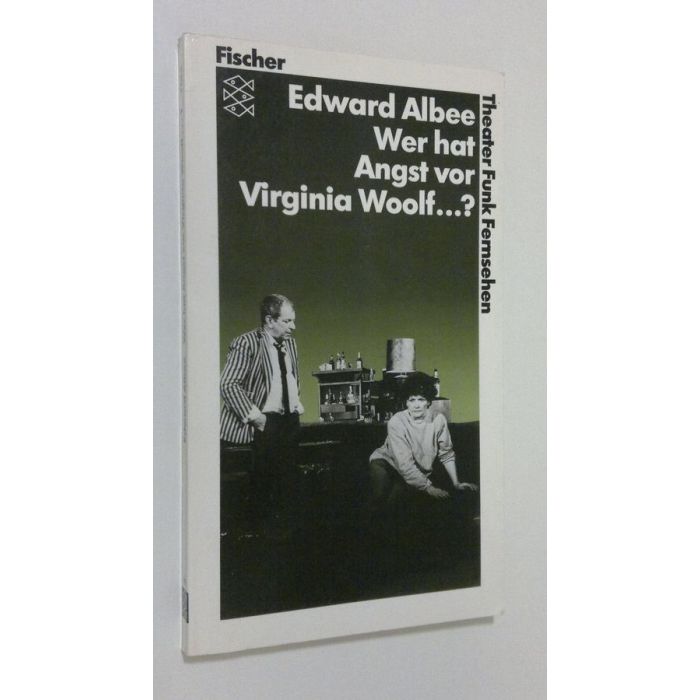 Fischer
Edward Albee
Wer hat
Angst vor
Virginia Woolf...?
Theater Funk Fernsehen